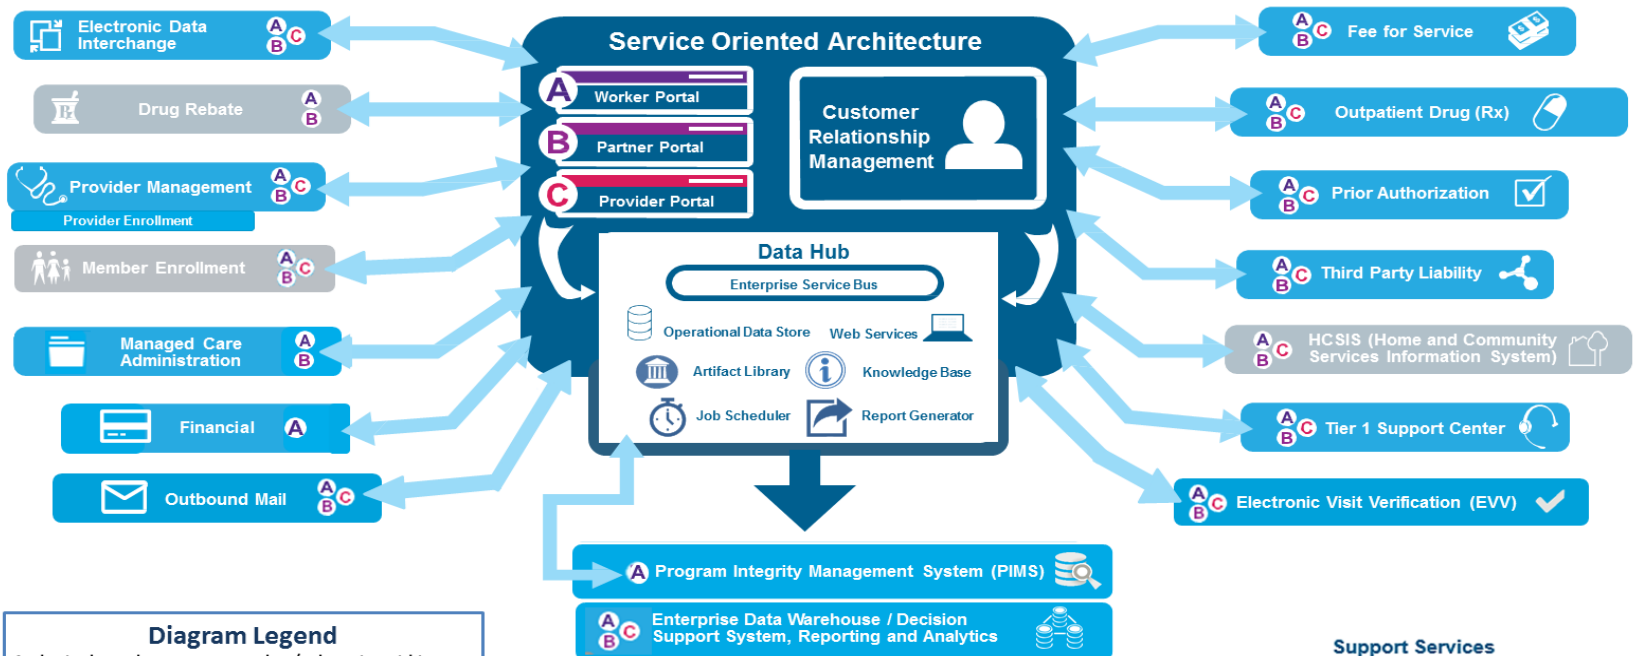 Service Oriented Architecture
A
Worker Portal
B
Partner Portal
C
Provider Portal
Customer
Relationship
Management
Data Hub
Enterprise Service Bus
Operational Data Store
Web Services
Artifact Library
Knowledge Base
Job Scheduler
Report Generator
Electronic Data
Interchange
A
B
C
Drug Rebate
A
B
Provider Management
A
B
C
Provider Enrollment
Member Enrollment
A
B
C
Managed Care
Administration
A
B
Financial
A
Outbound Mail
A
B
C
A
B
C
Fee for Service
A
B
C
Outpatient Drug (Rx)
A
B
C
Prior Authorization
A
B
C
Third Party Liability
A
B
C
HCSIS (Home and Community
Services Information System)
A
B
C
Tier 1 Support Center
A
B
C
Electronic Visit Verification (EVV)
A
Program Integrity Management System (PIMS)
A
B
C
Enterprise Data Warehouse / Decision
Support System, Reporting and Analytics
Diagram Legend
Support Services